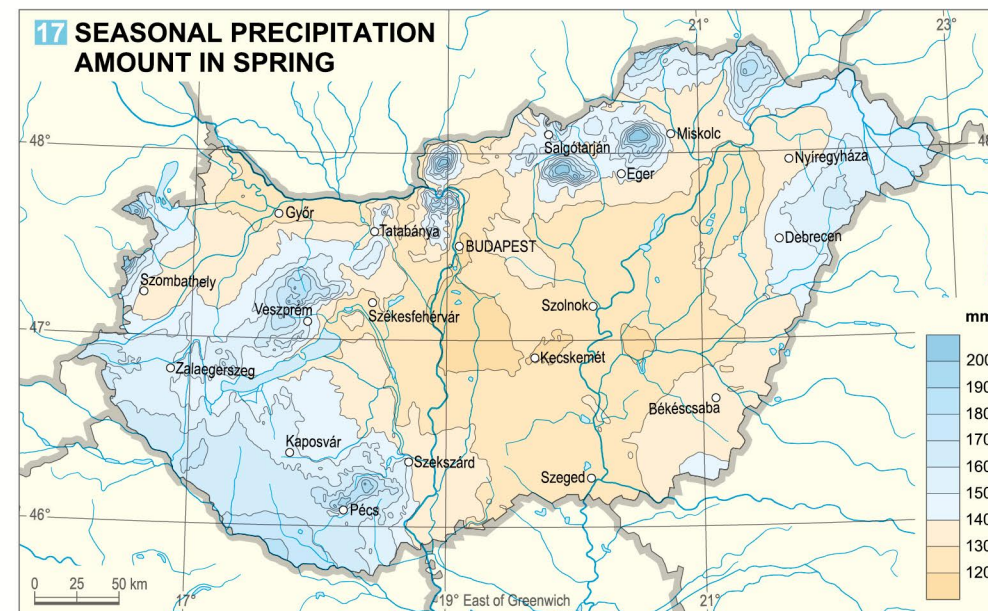 17 SEASONAL PRECIPITATION
AMOUNT IN SPRING
21°
23°
48°
48
Miskolc
Salgótarján
Nyíregyháza
Eger
Győr
Tatabánya
Debrecen
BUDAPEST
Szombathely
Veszprém
Szolnok
Székesfehérvár
47°
mm
Kecskemét
200
Zalaegerszeg
190
180
Békéscsaba
170
Kaposvár
160
Szekszárd
Szeged
150
Pécs
140
46°
130
120
0 25 50 km
17°
19° East of Greenwich
21°